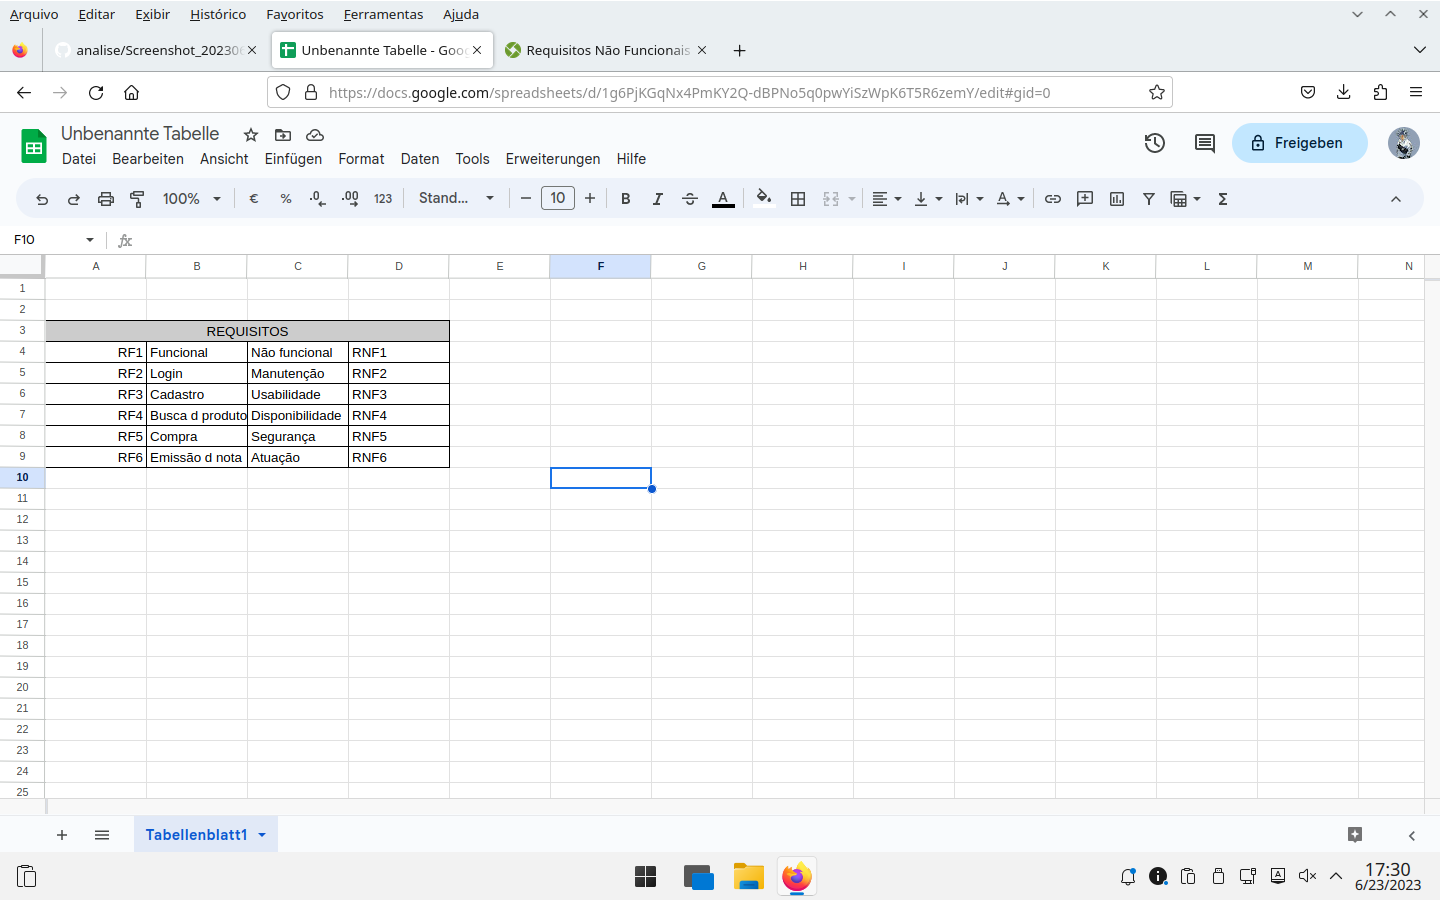 Arquivo Editar Exibir Histórico Favoritos Ferramentas Ajuda
analise/Screenshot_20230 Unbenannte Tabelle - Goo Requisitos Não Funcionais
https://docs.google.com/spreadsheets/d/1g6PjKGqNx4PmKY2Q-dBPNo5q0pwYiSzWpK6T5R6zemY/edit#gid=0
Unbenannte Tabelle
Datei Bearbeiten Ansicht Einfügen Format Daten Tools Erweiterungen Hilfe
Freigeben
100% € % .0 .00 123 Stand... 10 B I S A Σ
F10 fx
A B C D E F G H I J K L M N
1
2
3 REQUISITOS
4 RF1 Funcional Não funcional RNF1
5 RF2 Login Manutenção RNF2
6 RF3 Cadastro Usabilidade RNF3
7 RF4 Busca d produto Disponibilidade RNF4
8 RF5 Compra Segurança RNF5
9 RF6 Emissão d nota Atuação RNF6
10
11
12
13
14
15
16
17
18
19
20
21
22
23
24
25
Tabellenblatt1
17:30
6/23/2023